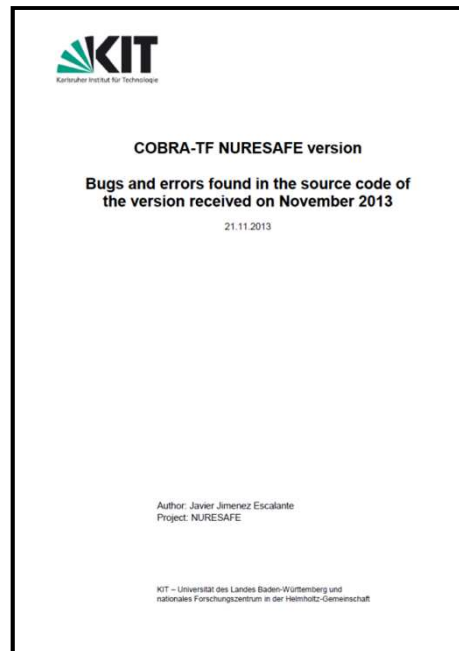 KIT
Karlsruher Institut für Technologie
COBRA-TF NURESAFE version
Bugs and errors found in the source code of
the version received on November 2013
21.11.2013
Author: Javier Jimenez Escalante
Project: NURESAFE
KIT – Universität des Landes Baden-Württemberg und
nationales Forschungszentrum in der Helmholtz-Gemeinschaft